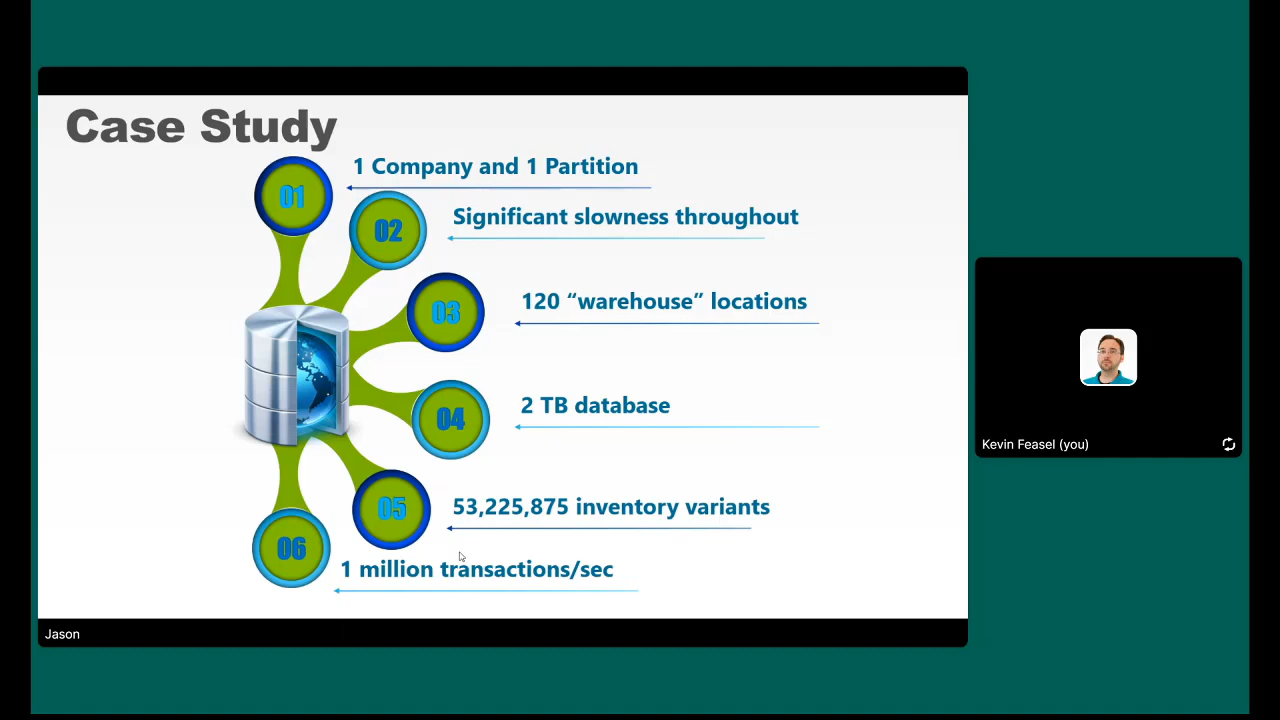 Case Study
01
1 Company and 1 Partition
02
Significant slowness throughout
03
120 “warehouse” locations
04
2 TB database
05
53,225,875 inventory variants
06
1 million transactions/sec
Jason
Kevin Feasel (you)